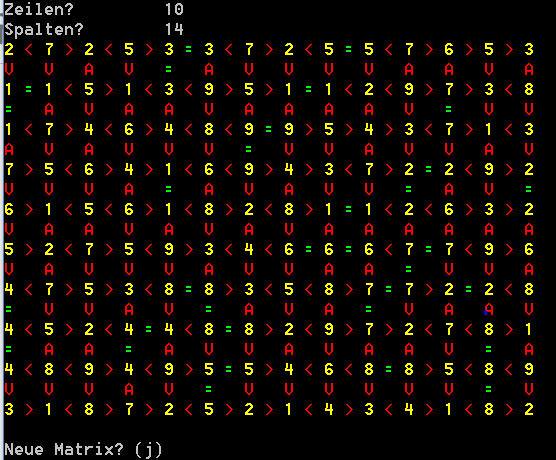 Zeilen? 10
Spalten? 14
2 < 7 > 2 < 5 > 3 = 3 < 7 > 2 < 5 = 5 < 7 > 6 > 5 > 3
V V A V = A V V V V A A V A
1 = 1 < 5 > 1 < 3 < 9 > 5 > 1 = 1 < 2 < 9 > 7 > 3 < 8
= A V A A V A A A A V = V V
1 < 7 > 4 < 6 > 4 < 8 < 9 = 9 > 5 > 4 > 3 < 7 > 1 < 3
A V A V V V = V V A V V A V
7 > 5 < 6 > 4 > 1 < 6 < 9 > 4 > 3 < 7 > 2 = 2 < 9 > 2
V V V A = A V A V V = A V =
6 > 1 < 5 < 6 > 1 < 8 > 2 < 8 > 1 = 1 < 2 < 6 > 3 > 2
V A A V A V A V A A A A A A
5 > 2 < 7 > 5 < 9 > 3 < 4 < 6 = 6 = 6 < 7 = 7 < 9 > 6
V A V V V A V V A A = V V A
4 < 7 > 5 > 3 < 8 = 8 > 3 < 5 < 8 > 7 = 7 > 2 = 2 < 8
= V V A V = A V A = V A A V
4 < 5 > 2 < 4 = 4 < 8 = 8 > 2 < 9 > 7 > 2 < 7 < 8 > 1
= A A = A V V A V A A V = A
4 < 8 < 9 > 4 < 9 > 5 = 5 > 4 < 6 < 8 = 8 > 5 < 8 < 9
V V V A V = V V V V V V = V
3 > 1 < 8 > 7 > 2 < 5 > 2 > 1 < 4 > 3 < 4 > 1 < 8 > 2
Neue Matrix? (j)